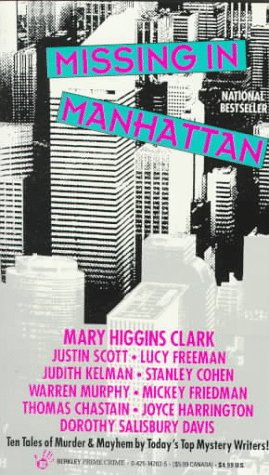 MISSING IN
MANHATTAN
NATIONAL
BESTSELLER
MARY HIGGINS CLARK
JUSTIN SCOTT • LUCY FREEMAN
JUDITH KELMAN • STANLEY COHEN
WARREN MURPHY • MICKEY FRIEDMAN
THOMAS CHASTAIN • JOYCE HARRINGTON
DOROTHY SALISBURY DAVIS
Ten Tales of Murder & Mayhem by Today's Top Mystery Writers!
BERKLEY PRIME CRIME